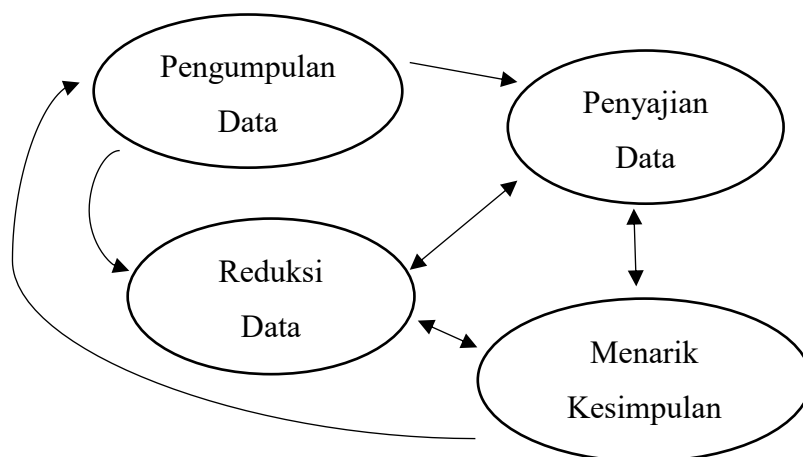 Pengumpulan
Data
Penyajian
Data
Reduksi
Data
Menarik
Kesimpulan